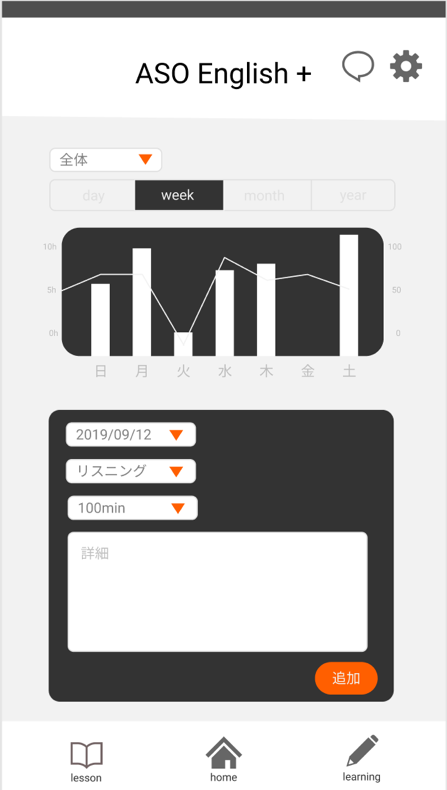 ASO English +
全体
day week month year
10h 100
5h 50
0h 0
日 月 火 水 木 金 土
2019/09/12
リスニング
100min
詳細
追加
lesson home learning